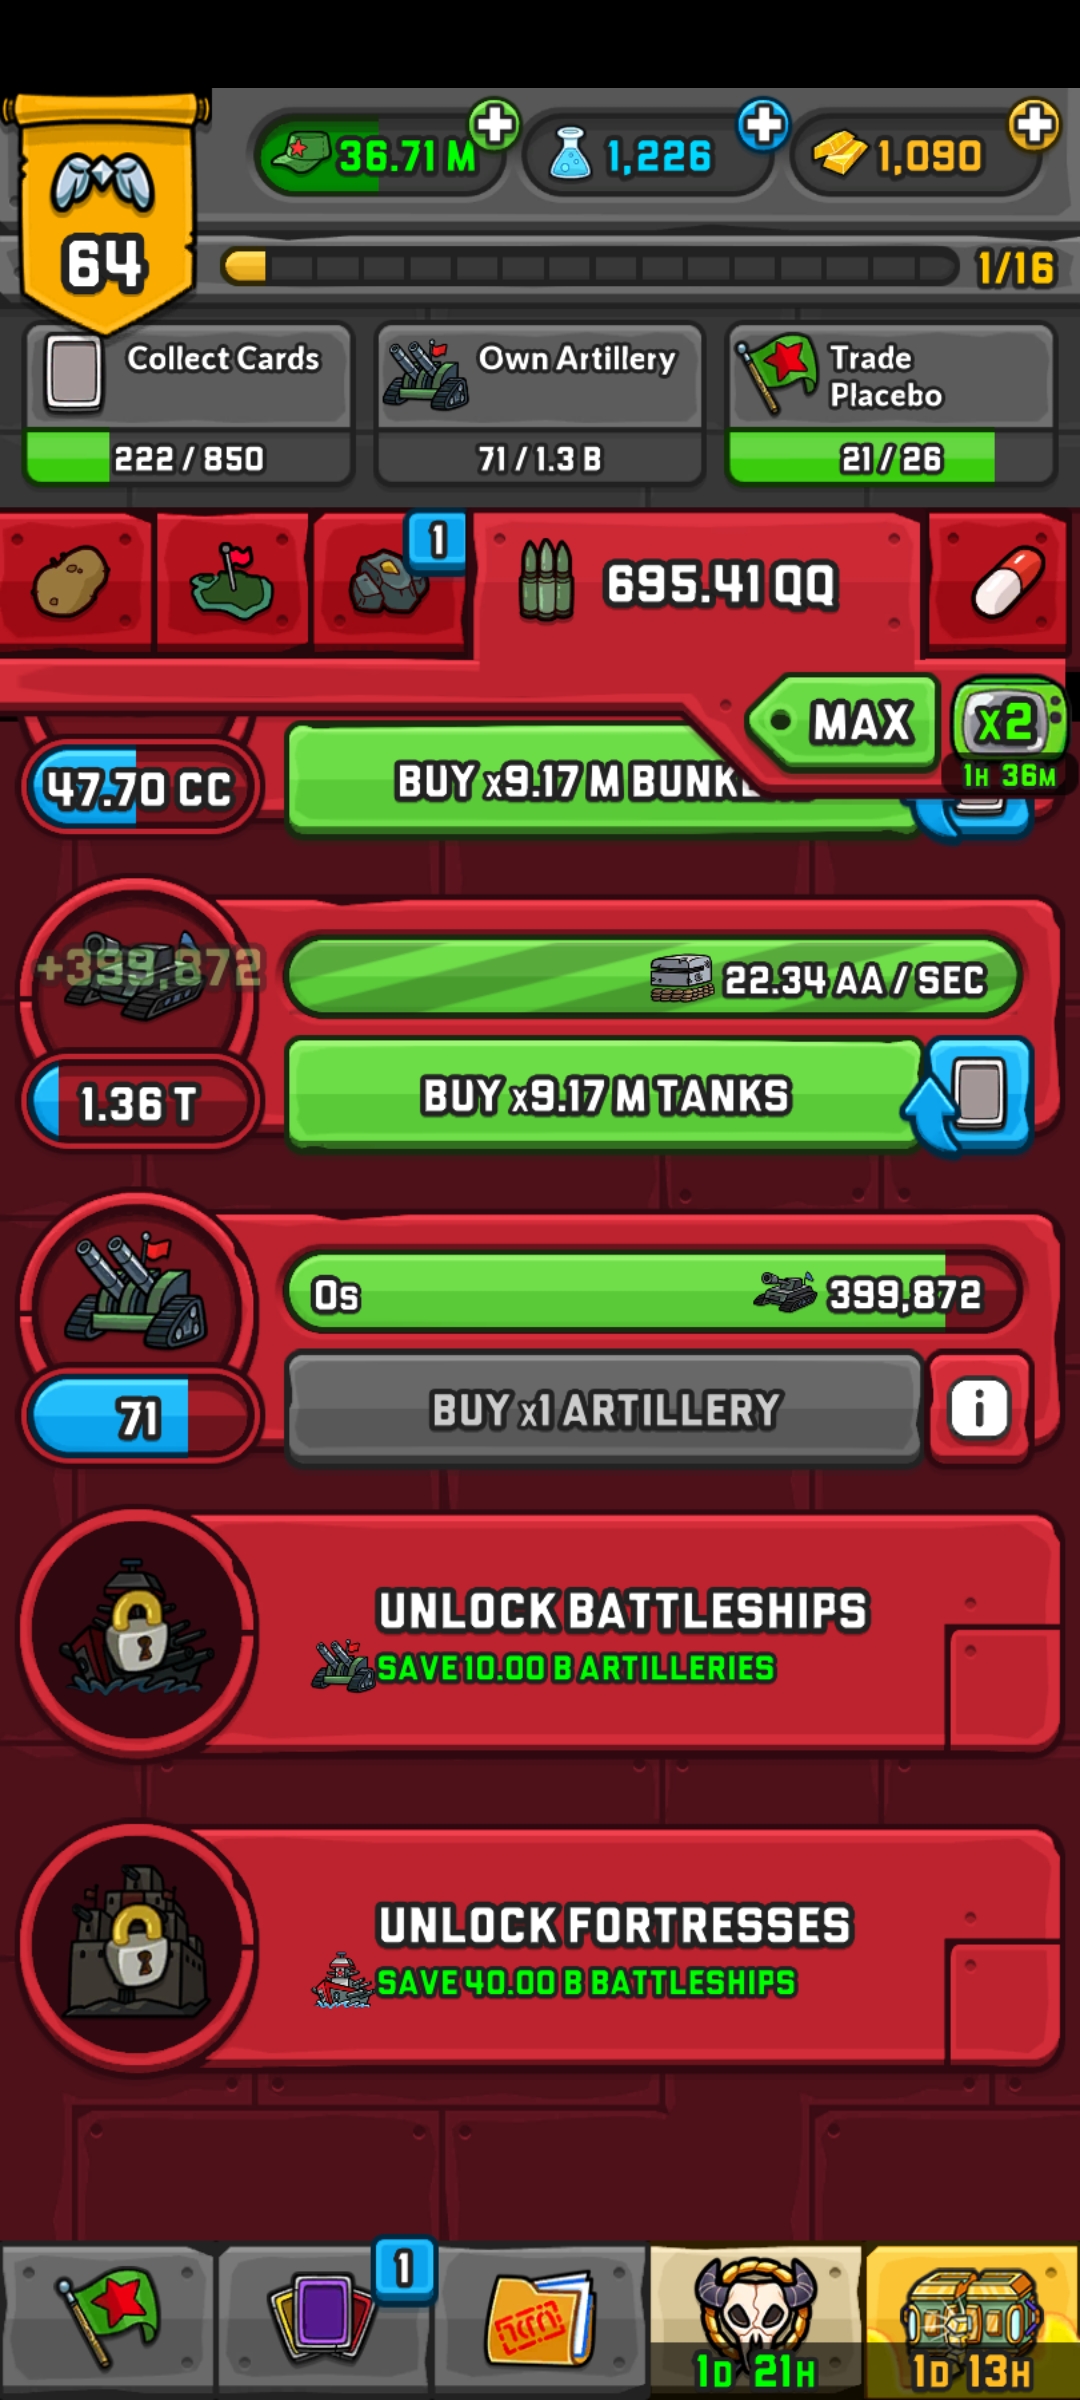 36.71 M
1,226
1,090
64
1/16
Collect Cards
222 / 850
Own Artillery
71 / 1.3 B
Trade
Placebo
21 / 26
1
695.41 QQ
MAX
x2
1H 36M
47.70 CC
BUY x9.17 M
+399,872
22.34 AA / SEC
1.36 T
BUY x9.17 M TANKS
0s
399,872
71
BUY x1 ARTILLERY
i
UNLOCK BATTLESHIPS
SAVE 10.00 B ARTILLERIES
UNLOCK FORTRESSES
SAVE 40.00 B BATTLESHIPS
1
1D 21H
1D 13H